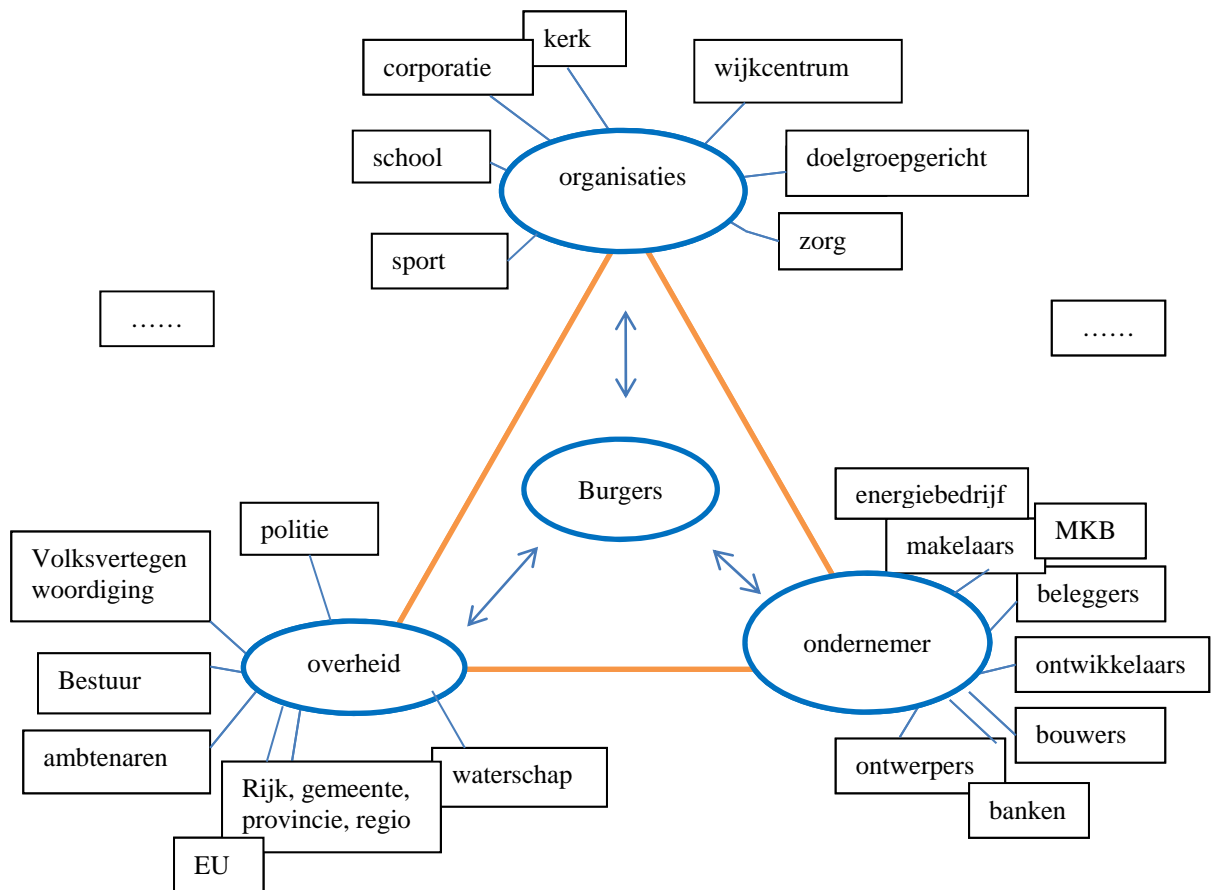 kerk
corporatie
wijkcentrum
school
doelgroepgericht
organisaties
sport
zorg
……
……
Burgers
energiebedrijf
politie
MKB
makelaars
Volksvertegen
woordiging
beleggers
overheid
ondernemer
ontwikkelaars
Bestuur
bouwers
ambtenaren
waterschap
ontwerpers
Rijk, gemeente,
provincie, regio
banken
EU